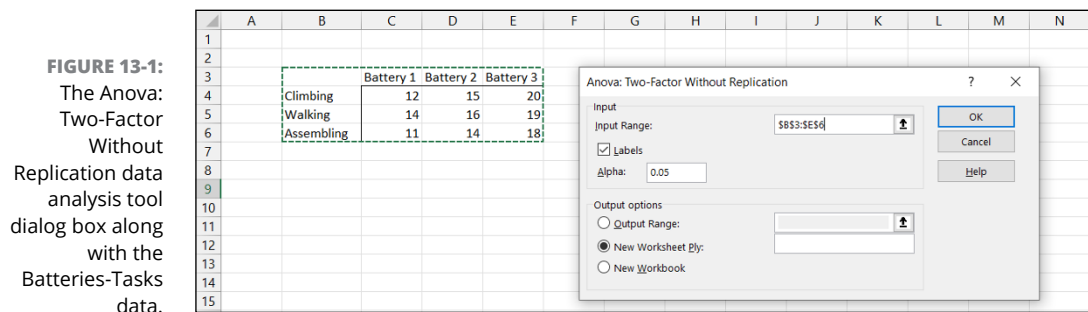 FIGURE 13-1:
The Anova:
Two-Factor
Without
Replication data
analysis tool
dialog box along
with the
Batteries-Tasks
data.
A B C D E F G H I J K L M N
1
2
3 Battery 1 Battery 2 Battery 3
4 Climbing 12 15 20
5 Walking 14 16 19
6 Assembling 11 14 18
7
8
9
10
11
12
13
14
15
Anova: Two-Factor Without Replication ? ×
Input
Input Range: $B$3:$E$6
Labels
Alpha: 0.05
Output options
Output Range:
New Worksheet Ply:
New Workbook
OK
Cancel
Help